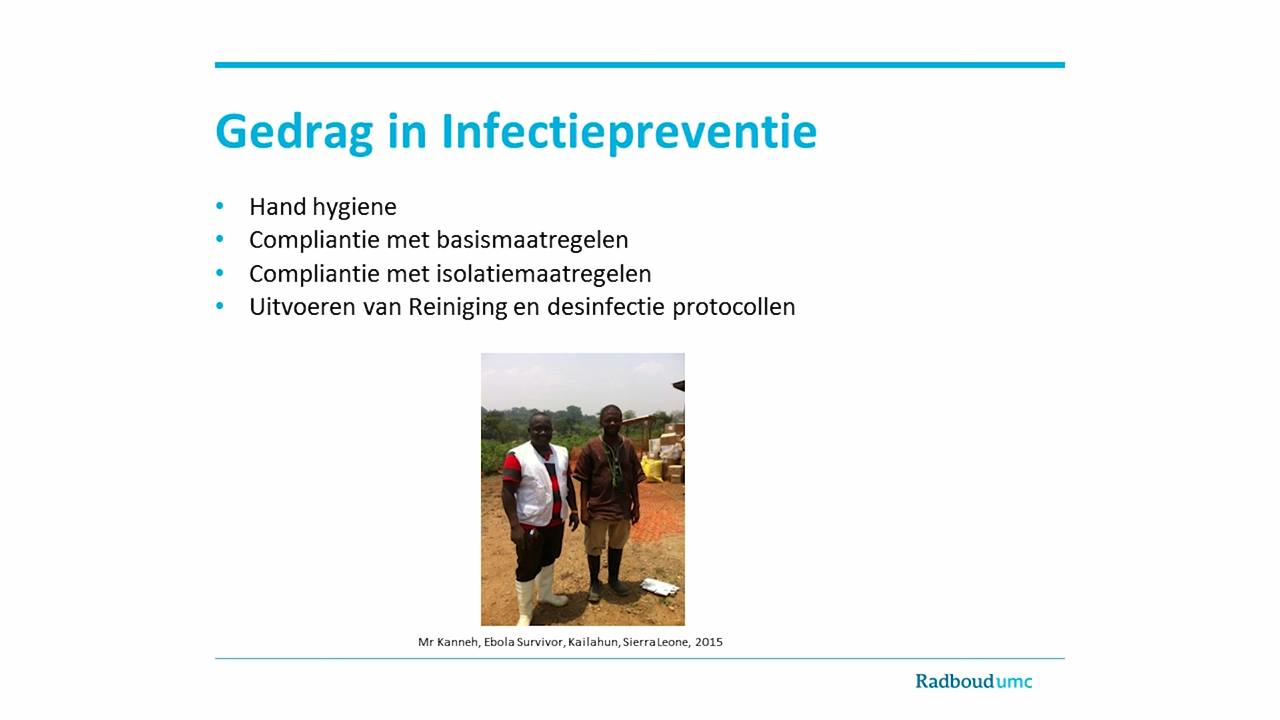 Gedrag in Infectiepreventie
• Hand hygiene
• Compliantie met basismaatregelen
• Compliantie met isolatiemaatregelen
• Uitvoeren van Reiniging en desinfectie protocollen
Mr Kanneh, Ebola Survivor, Kailahun, Sierra Leone, 2015
Radboudumc